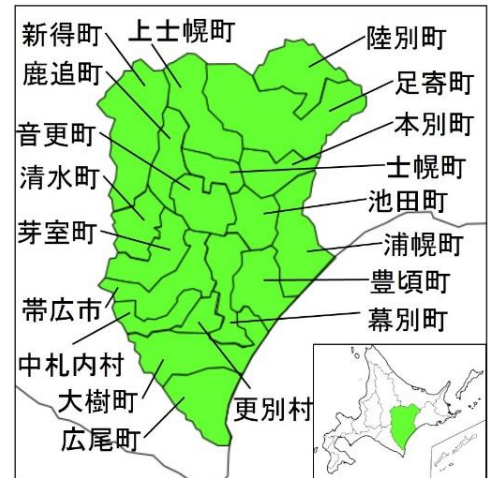 新得町
上士幌町
陸別町
鹿追町
足寄町
音更町
本別町
清水町
士幌町
池田町
芽室町
浦幌町
豊頃町
帯広市
幕別町
中札内村
大樹町
更別村
広尾町